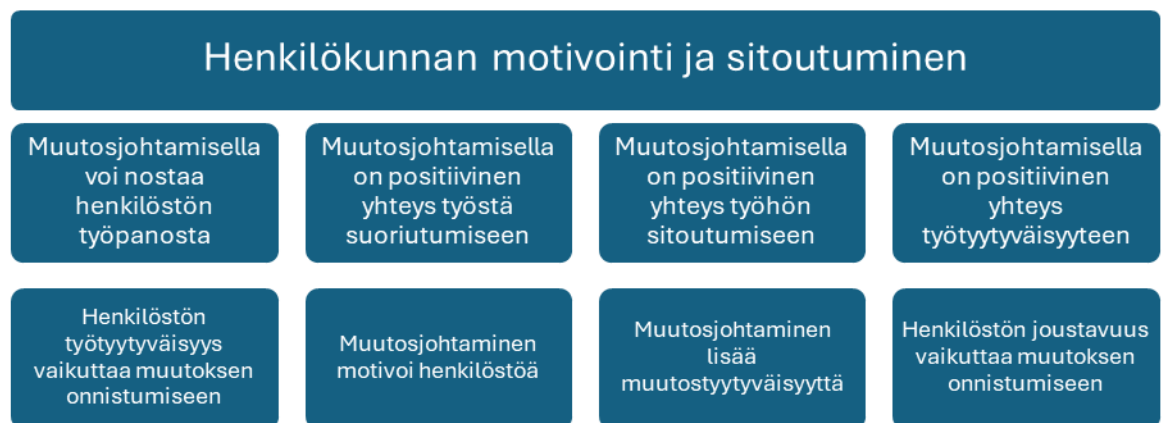 Henkilökunnan motivointi ja sitoutuminen
Muutosjohtamisella
voi nostaa
henkilöstön
työpanosta
Muutosjohtamisella
on positiivinen
yhteys työstä
suoriutumiseen
Muutosjohtamisella
on positiivinen
yhteys työhön
sitoutumiseen
Muutosjohtamisella
on positiivinen
yhteys
työtyytyväisyyteen
Henkilöstön
työtyytyväisyys
vaikuttaa muutoksen
onnistumiseen
Muutosjohtaminen
motivoi henkilöstöä
Muutosjohtaminen
lisää
muutostyytyväisyyttä
Henkilöstön joustavuus
vaikuttaa muutoksen
onnistumiseen